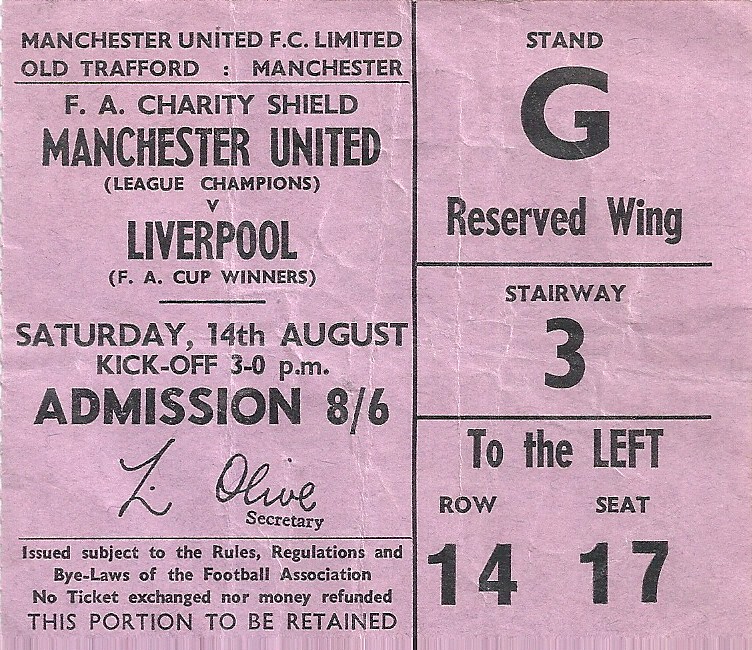 MANCHESTER UNITED F.C. LIMITED
OLD TRAFFORD : MANCHESTER
F. A. CHARITY SHIELD
MANCHESTER UNITED
(LEAGUE CHAMPIONS)
v
LIVERPOOL
(F. A. CUP WINNERS)
SATURDAY, 14th AUGUST
KICK-OFF 3-0 p.m.
ADMISSION 8/6
L. Olive
Secretary
Issued subject to the Rules, Regulations and
Bye-Laws of the Football Association
No Ticket exchanged nor money refunded
THIS PORTION TO BE RETAINED
STAND
G
Reserved Wing
STAIRWAY
3
To the LEFT
ROW SEAT
14 17